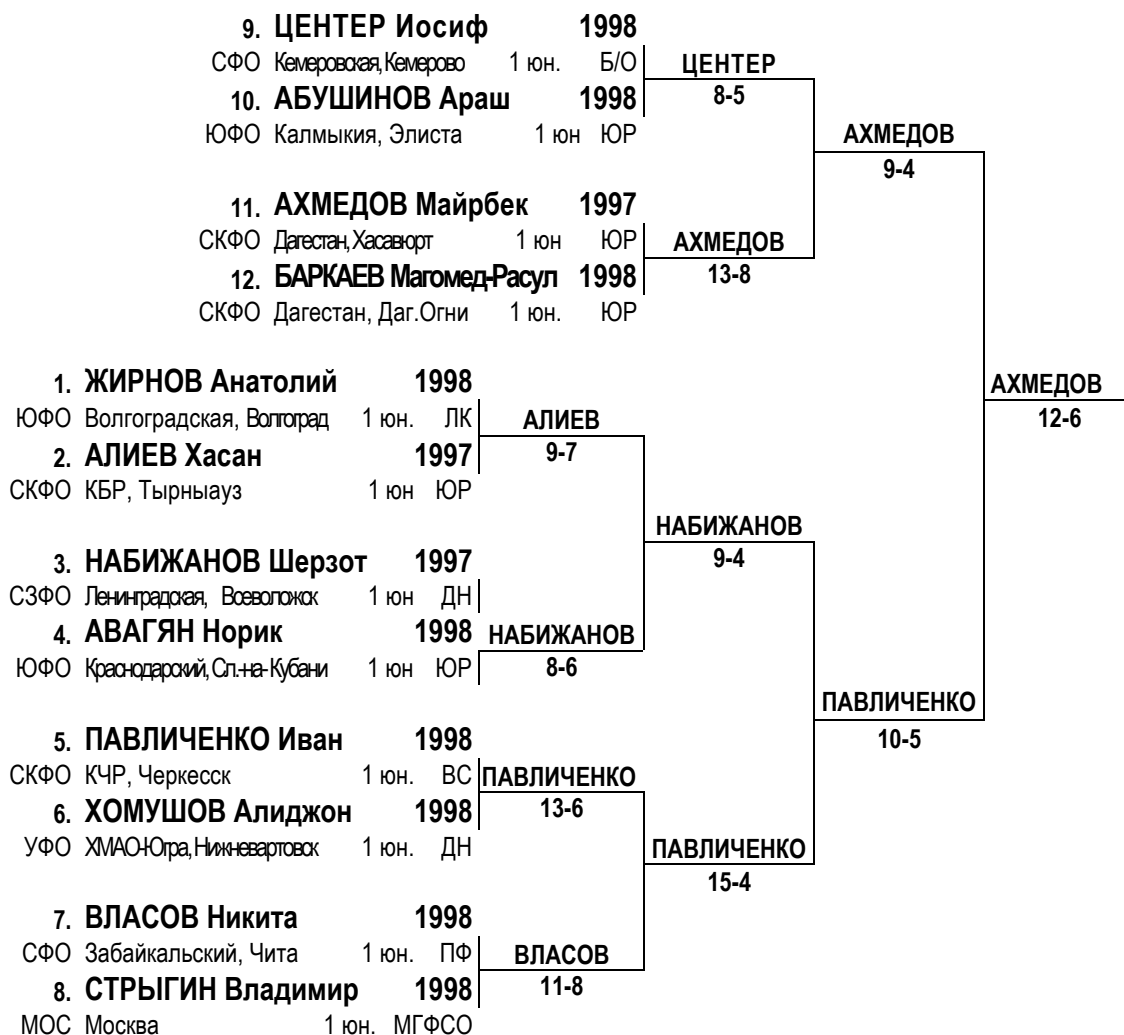 9. ЦЕНТЕР Иосиф 1998
СФО Кемеровская, Кемерово 1 юн. Б/О
ЦЕНТЕР
8-5
10. АБУШИНОВ Араш 1998
ЮФО Калмыкия, Элиста 1 юн ЮР
АХМЕДОВ
9-4
11. АХМЕДОВ Майрбек 1997
СКФО Дагестан, Хасавюрт 1 юн ЮР
АХМЕДОВ
13-8
12. БАРКАЕВ Магомед-Расул 1998
СКФО Дагестан, Даг.Огни 1 юн. ЮР
1. ЖИРНОВ Анатолий 1998
АХМЕДОВ
12-6
ЮФО Волгоградская, Волгоград 1 юн. ЛК
АЛИЕВ
9-7
2. АЛИЕВ Хасан 1997
СКФО КБР, Тырныауз 1 юн ЮР
НАБИЖАНОВ
9-4
3. НАБИЖАНОВ Шерзот 1997
СЗФО Ленинградская, Всеволожск 1 юн ДН
4. АВАГЯН Норик 1998
НАБИЖАНОВ
8-6
ЮФО Краснодарский, Сл.-на-Кубани 1 юн ЮР
ПАВЛИЧЕНКО
10-5
5. ПАВЛИЧЕНКО Иван 1998
СКФО КЧР, Черкесск 1 юн. ВС
ПАВЛИЧЕНКО
13-6
6. ХОМУШОВ Алиджон 1998
УФО ХМАО-Югра, Нижневартовск 1 юн. ДН
ПАВЛИЧЕНКО
15-4
7. ВЛАСОВ Никита 1998
СФО Забайкальский, Чита 1 юн. ПФ
ВЛАСОВ
11-8
8. СТРЫГИН Владимир 1998
МОС Москва 1 юн. МГФСО